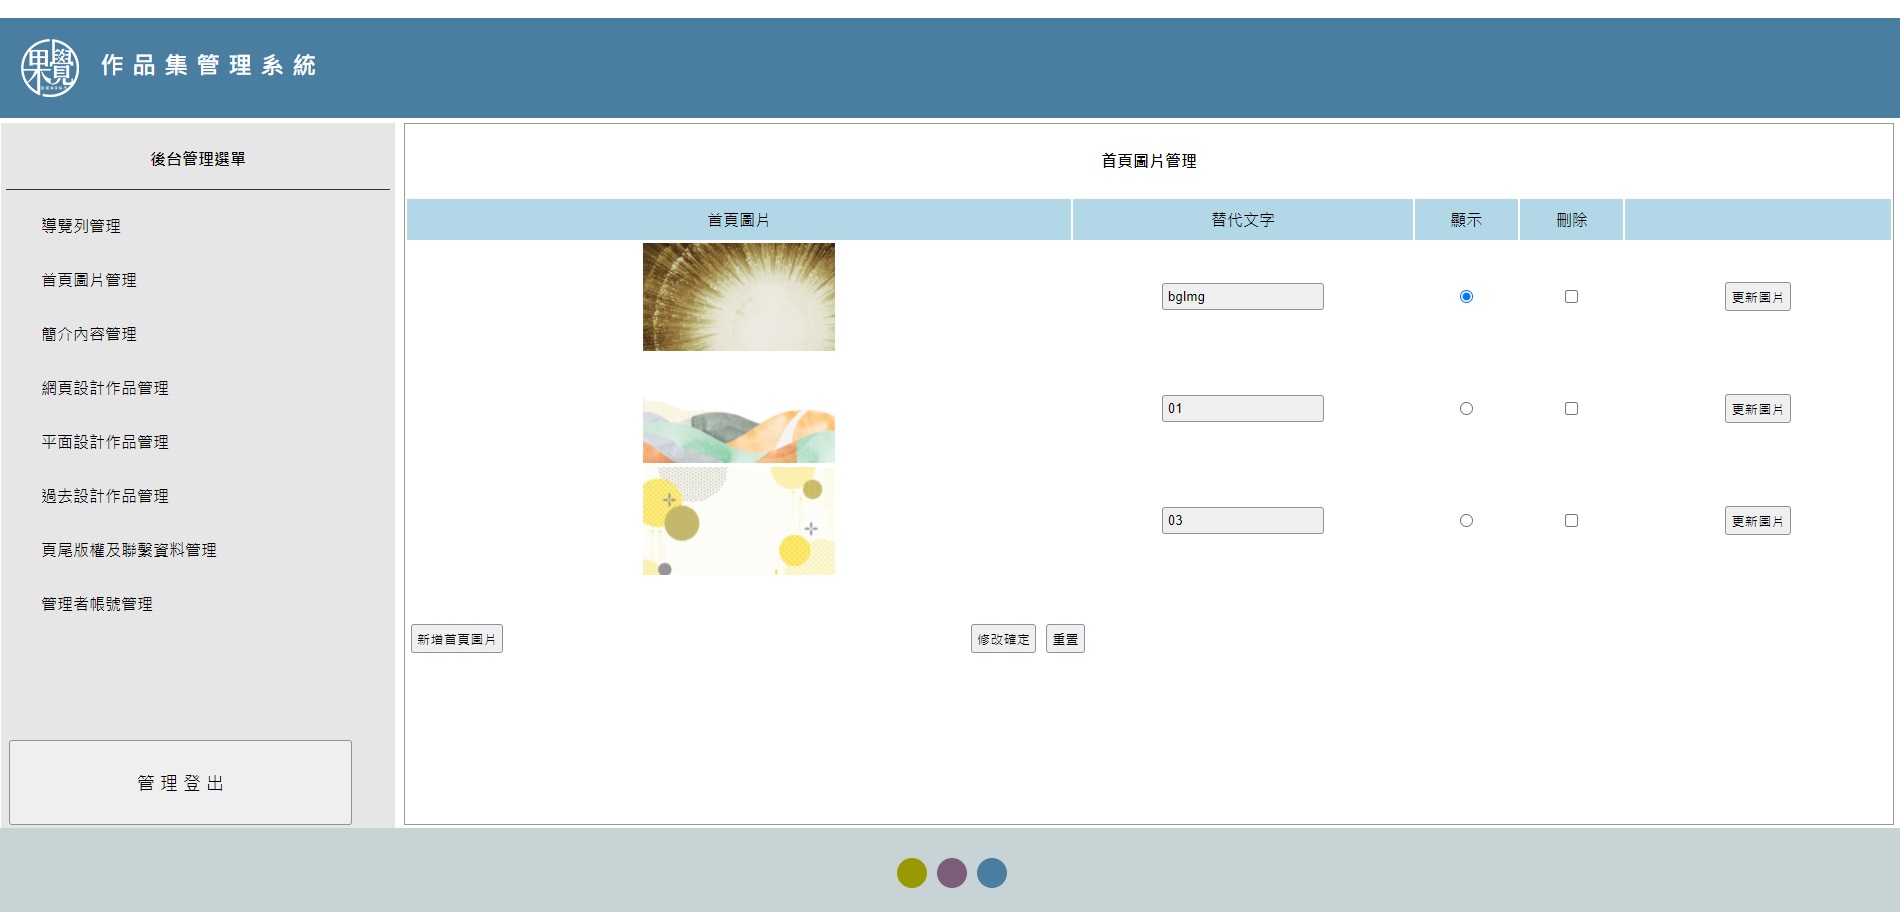 果覺
作品集管理系統
後台管理選單
導覽列管理
首頁圖片管理
簡介內容管理
網頁設計作品管理
平面設計作品管理
過去設計作品管理
頁尾版權及聯繫資料管理
管理者帳號管理
管理登出
首頁圖片管理
首頁圖片 替代文字 顯示 刪除
bgImg 更新圖片
01 更新圖片
03 更新圖片
新增首頁圖片 修改確定 重置